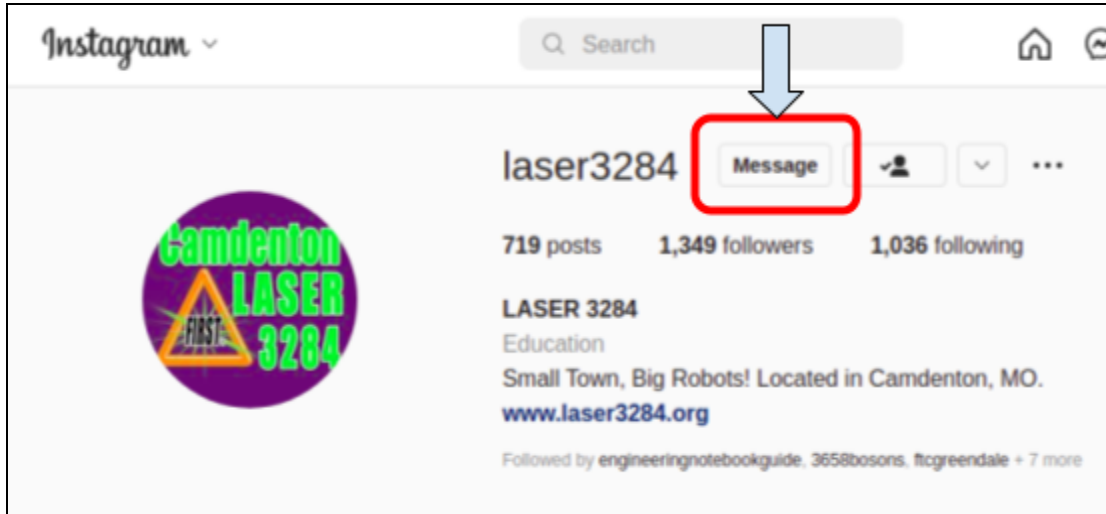 Instagram
Search
laser3284 Message
719 posts 1,349 followers 1,036 following
Camdenton
LASER
FIRST
3284
LASER 3284
Education
Small Town, Big Robots! Located in Camdenton, MO.
www.laser3284.org
Followed by engineeringnotebookguide, 3658bosons, ftcgreendale + 7 more